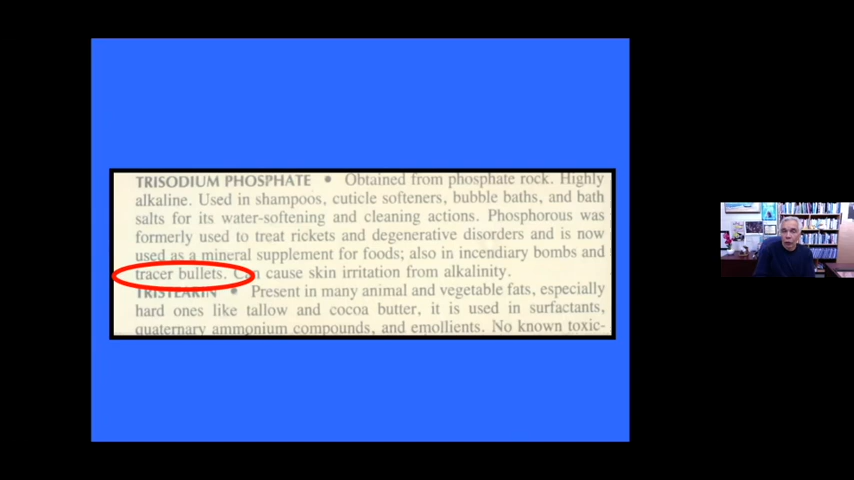 TRISODIUM PHOSPHATE • Obtained from phosphate rock. Highly
alkaline. Used in shampoos, cuticle softeners, bubble baths, and bath
salts for its water-softening and cleaning actions. Phosphorous was
formerly used to treat rickets and degenerative disorders and is now
used as a mineral supplement for foods; also in incendiary bombs and
tracer bullets. Can cause skin irritation from alkalinity.
TRISTEARIN • Present in many animal and vegetable fats, especially
hard ones like tallow and cocoa butter, it is used in surfactants,
quaternary ammonium compounds, and emollients. No known toxic-